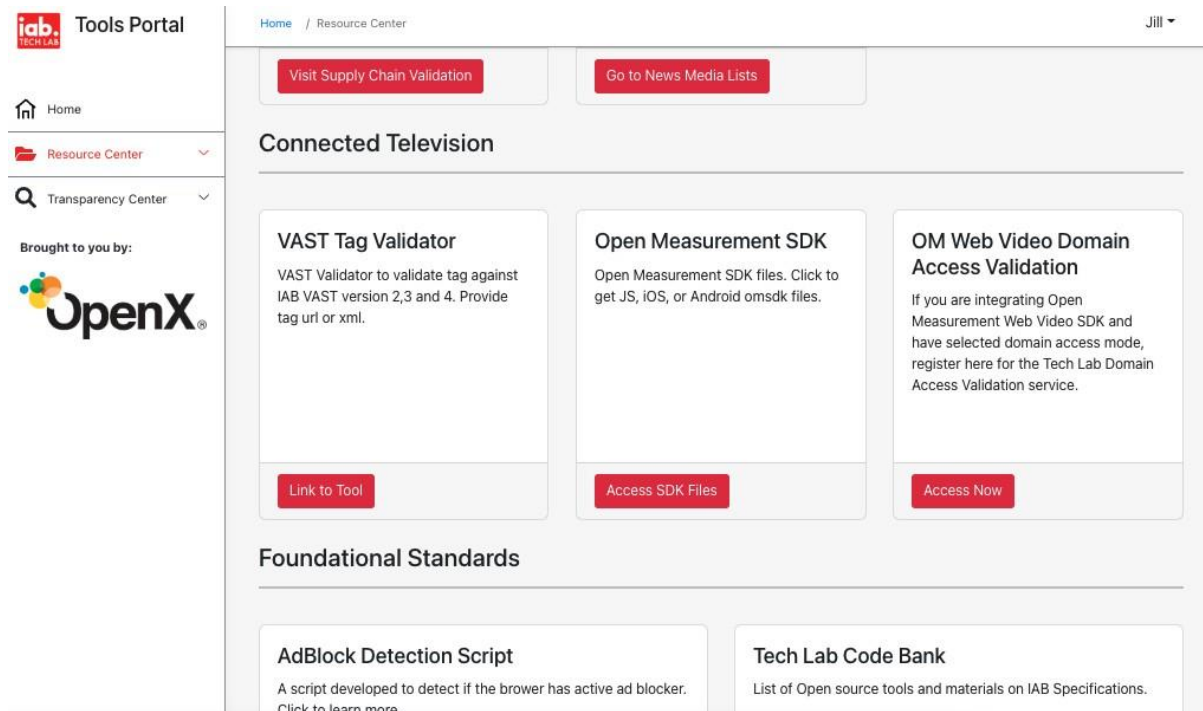 iab.
TECH LAB
Tools Portal
Home / Resource Center
Jill
Home
Resource Center
Transparency Center
Brought to you by:
OpenX®
Visit Supply Chain Validation
Go to News Media Lists
Connected Television
VAST Tag Validator
VAST Validator to validate tag against
IAB VAST version 2,3 and 4. Provide
tag url or xml.
Link to Tool
Open Measurement SDK
Open Measurement SDK files. Click to
get JS, iOS, or Android omsdk files.
Access SDK Files
OM Web Video Domain
Access Validation
If you are integrating Open
Measurement Web Video SDK and
have selected domain access mode,
register here for the Tech Lab Domain
Access Validation service.
Access Now
Foundational Standards
AdBlock Detection Script
A script developed to detect if the brower has active ad blocker.
Click to learn more
Tech Lab Code Bank
List of Open source tools and materials on IAB Specifications.